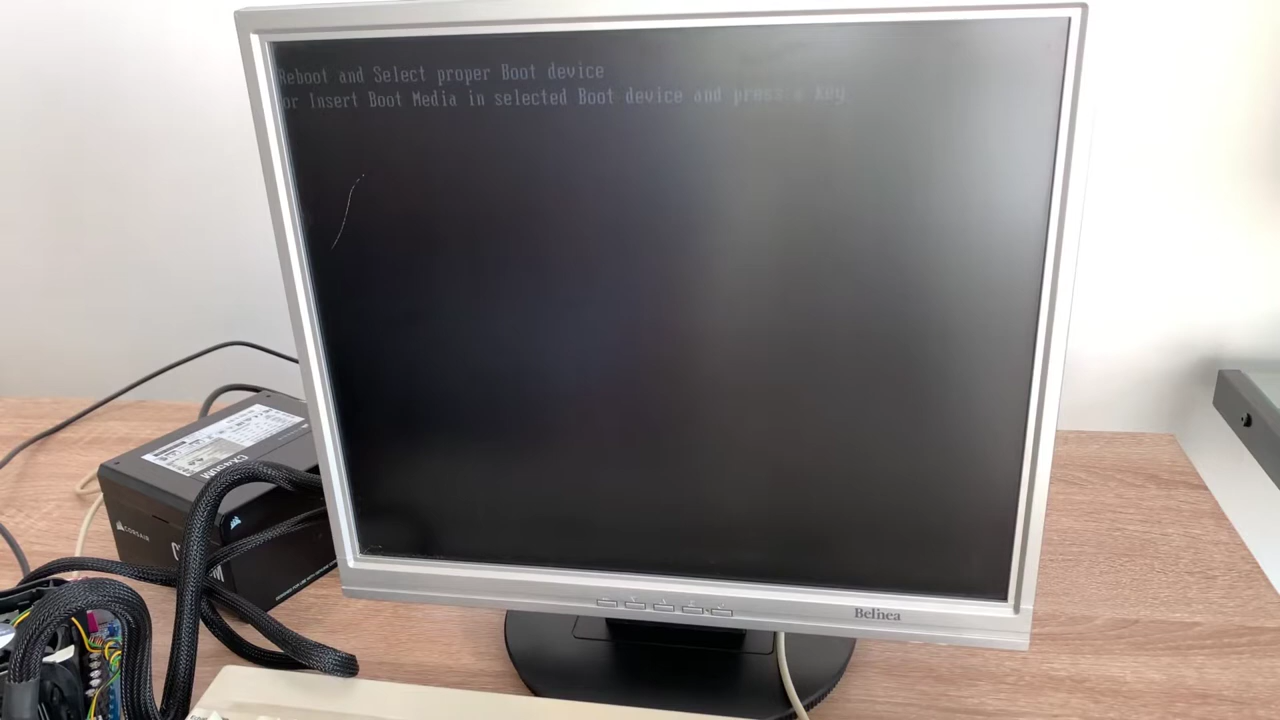 Reboot and Select proper Boot device
or Insert Boot Media in selected Boot device and press a Key
CX450M
CORSAIR
Belinea